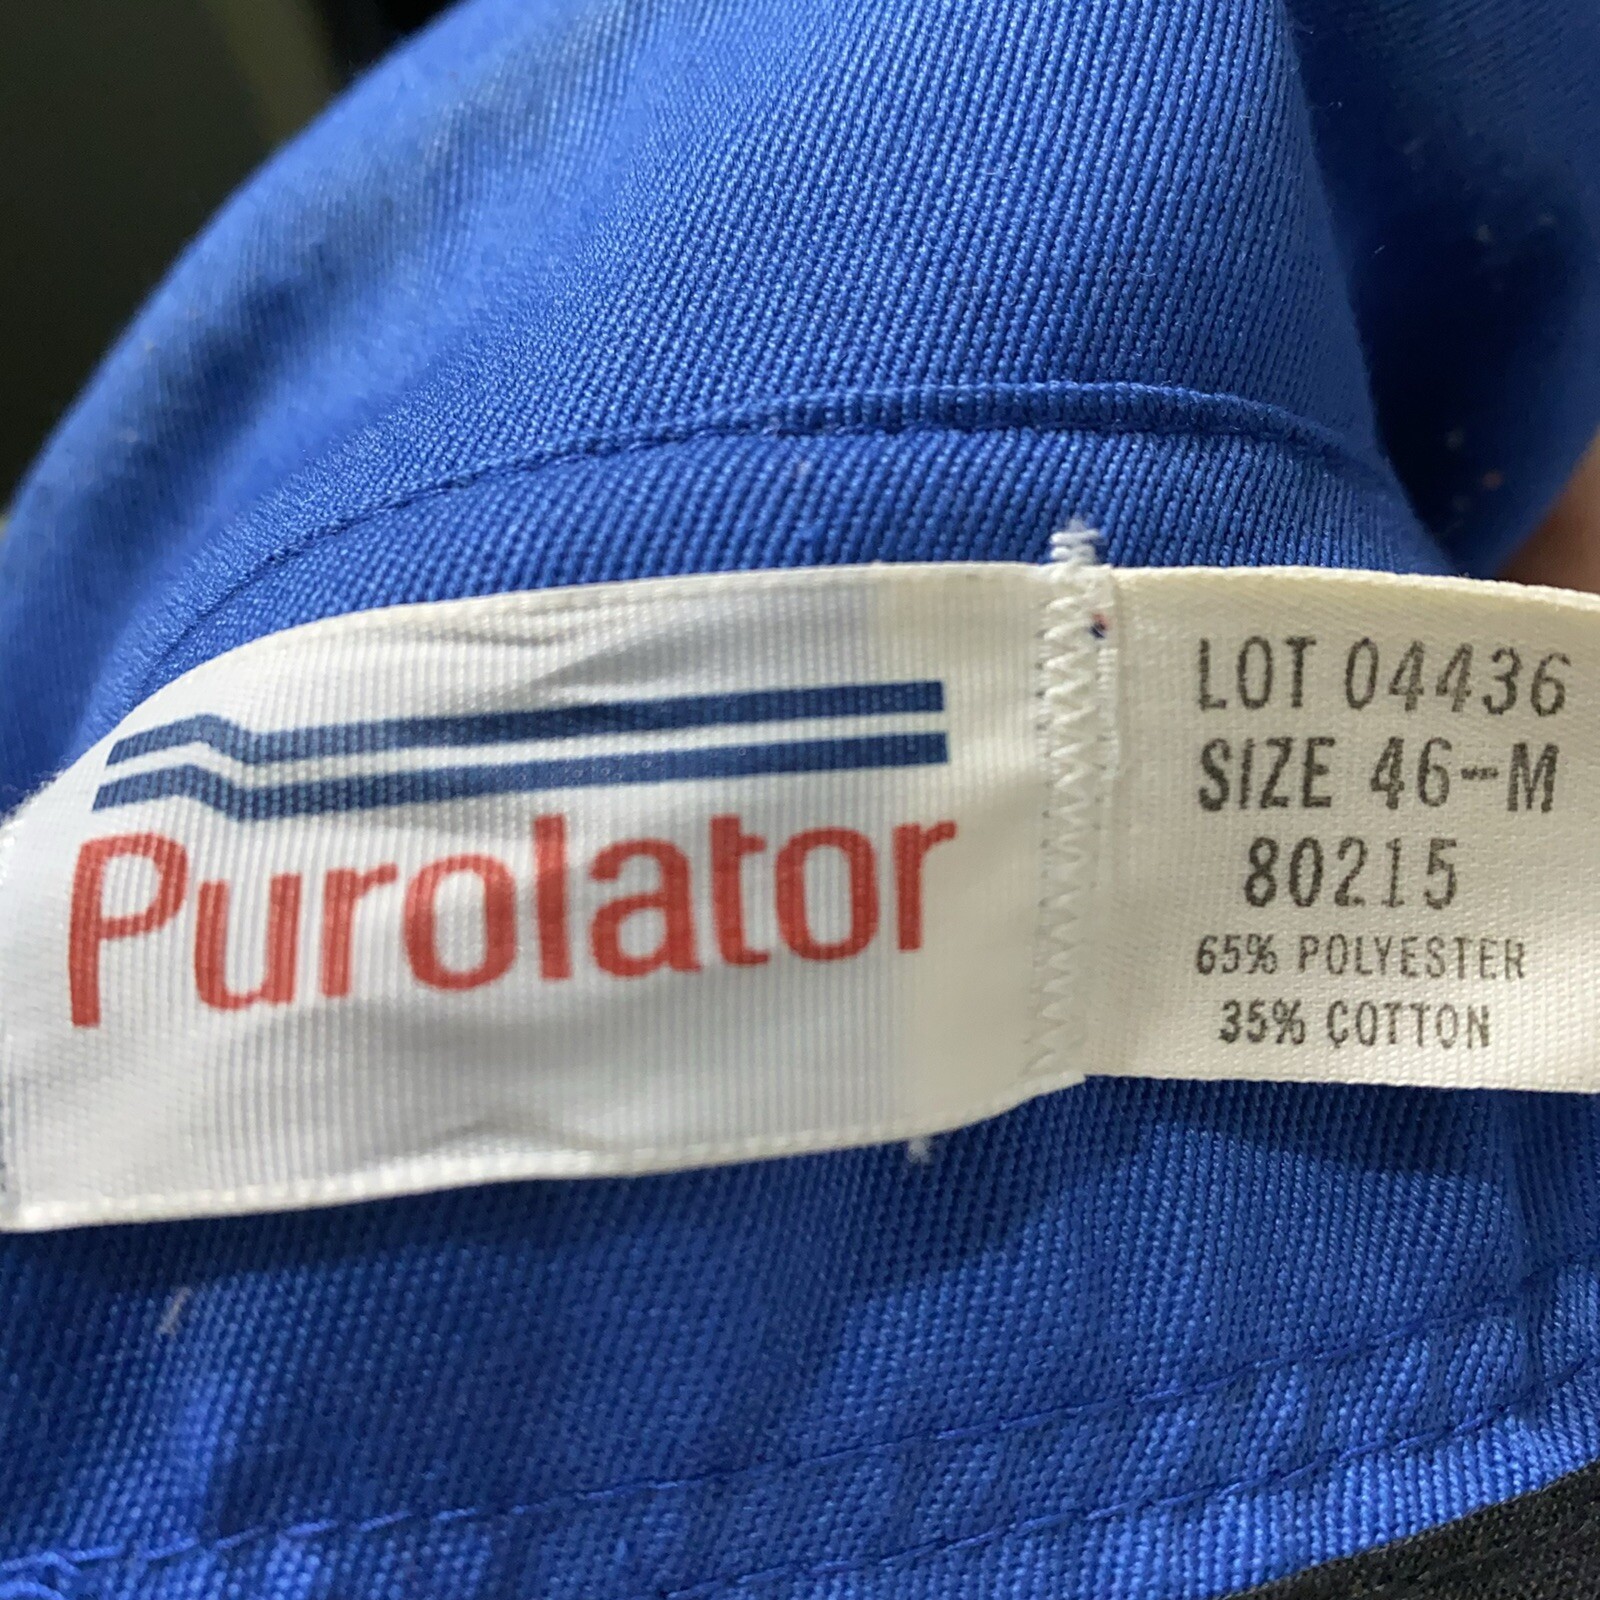 Purolator
LOT 04436
SIZE 46-M
80215
65% POLYESTER
35% COTTON